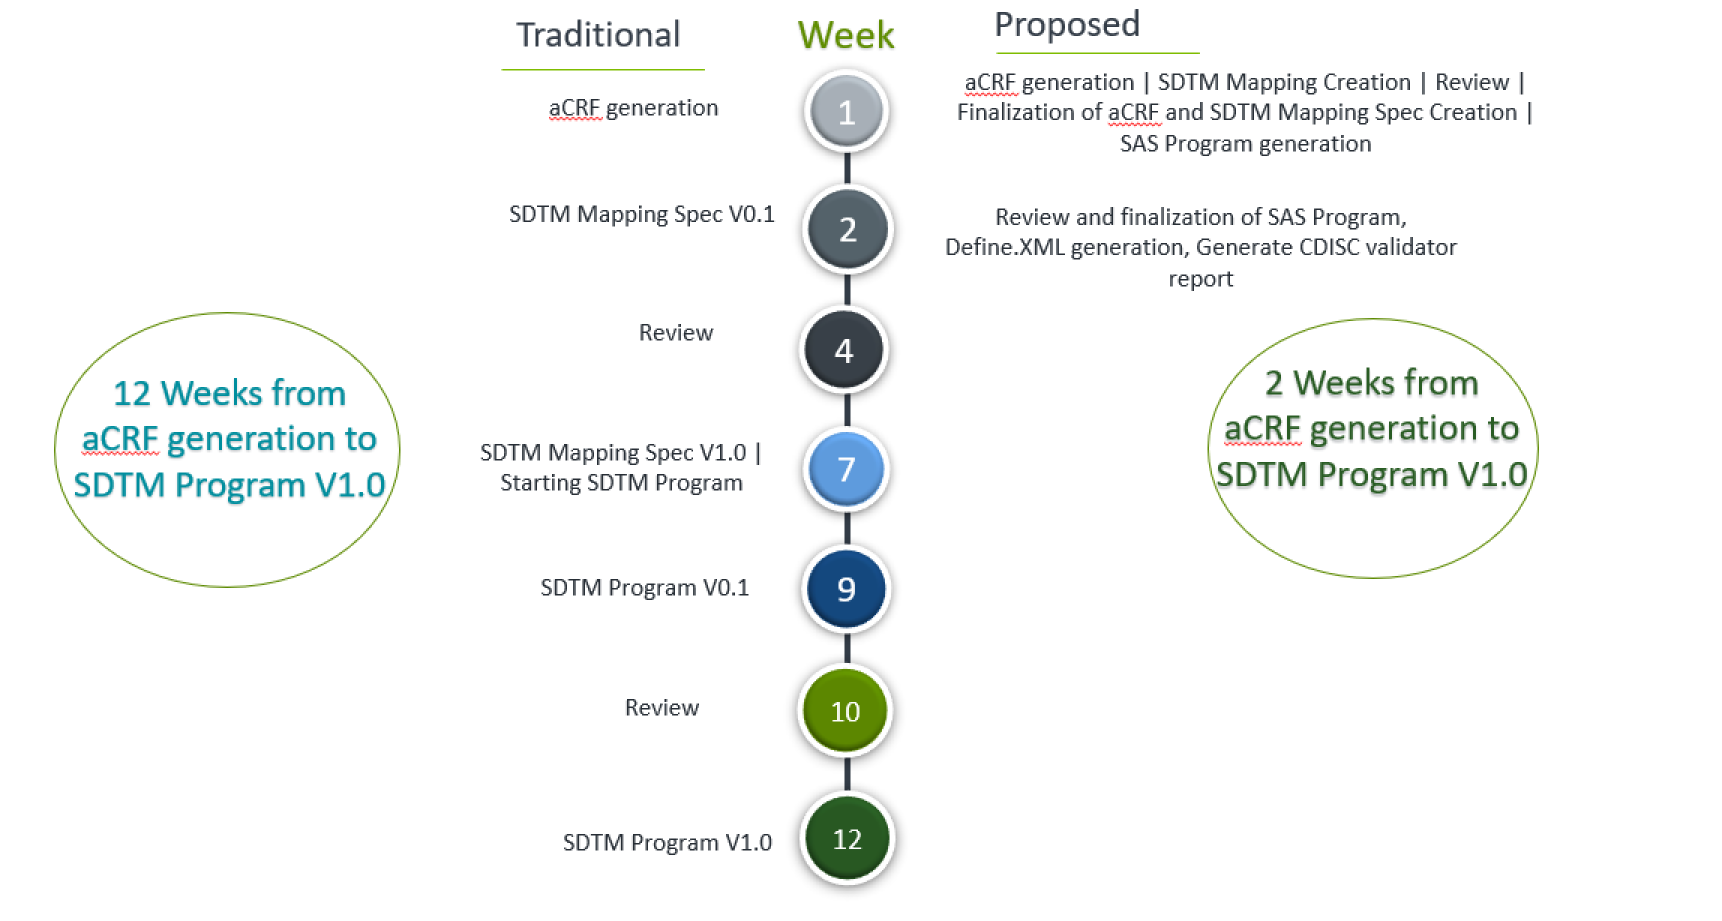 Traditional
Week
Proposed
aCRF generation
1
aCRF generation | SDTM Mapping Creation | Review |
Finalization of aCRF and SDTM Mapping Spec Creation |
SAS Program generation
SDTM Mapping Spec V0.1
2
Review and finalization of SAS Program,
Define.XML generation, Generate CDISC validator
report
Review
4
12 Weeks from
aCRF generation to
SDTM Program V1.0
2 Weeks from
aCRF generation to
SDTM Program V1.0
SDTM Mapping Spec V1.0 |
Starting SDTM Program
7
SDTM Program V0.1
9
Review
10
SDTM Program V1.0
12